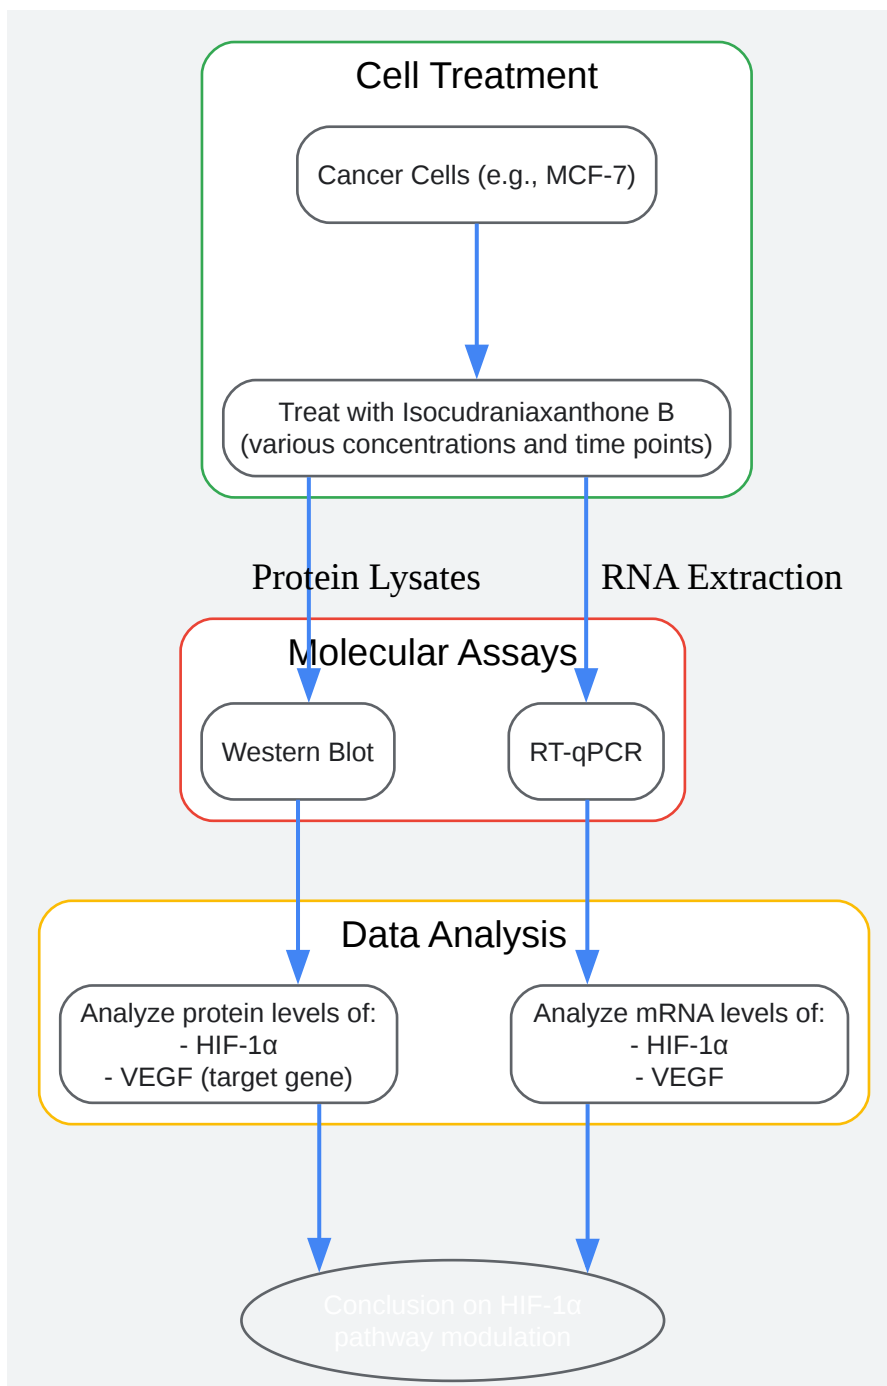 Cell Treatment
Cancer Cells (e.g., MCF-7)
Treat with Isocudraniaxanthone B
(various concentrations and time points)
Protein Lysates
RNA Extraction
Molecular Assays
Western Blot
RT-qPCR
Data Analysis
Analyze protein levels of:
- HIF-1α
- VEGF (target gene)
Analyze mRNA levels of:
- HIF-1α
- VEGF
Conclusion on HIF-1α
pathway modulation